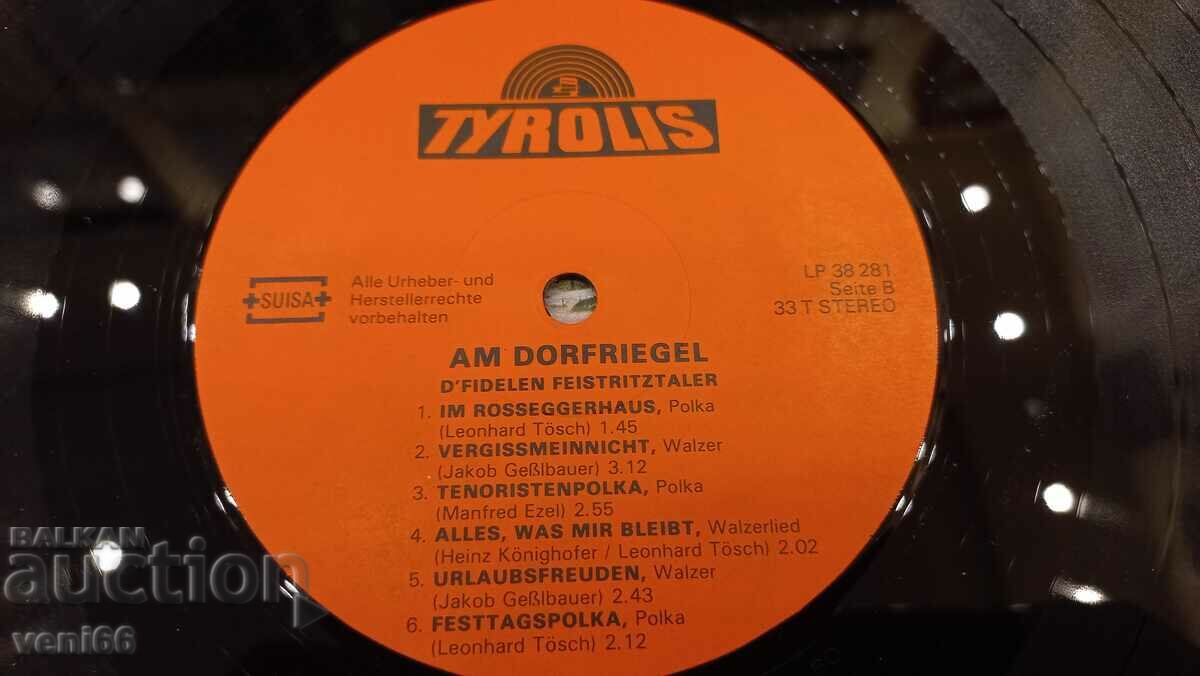 TYROLIS
SUISA
Alle Urheber- und
Herstellerrechte
vorbehalten
LP 38 281
Seite B
33 T STEREO
AM DORFRIEGEL
D'FIDELEN FEISTRITZTALER
1. IM ROSSEGGERHAUS, Polka
(Leonhard Tösch) 1.45
2. VERGISSMEINNICHT, Walzer
(Jakob Geßlbauer) 3.12
3. TENORISTENPOLKA, Polka
(Manfred Ezel) 2.55
4. ALLES, WAS MIR BLEIBT, Walzerlied
(Heinz Könighofer / Leonhard Tösch) 2.02
5. URLAUBSFREUDEN, Walzer
(Jakob Geßlbauer) 2.43
6. FESTTAGSPOLKA, Polka
(Leonhard Tösch) 2.12
BALKAN
auction
veni66